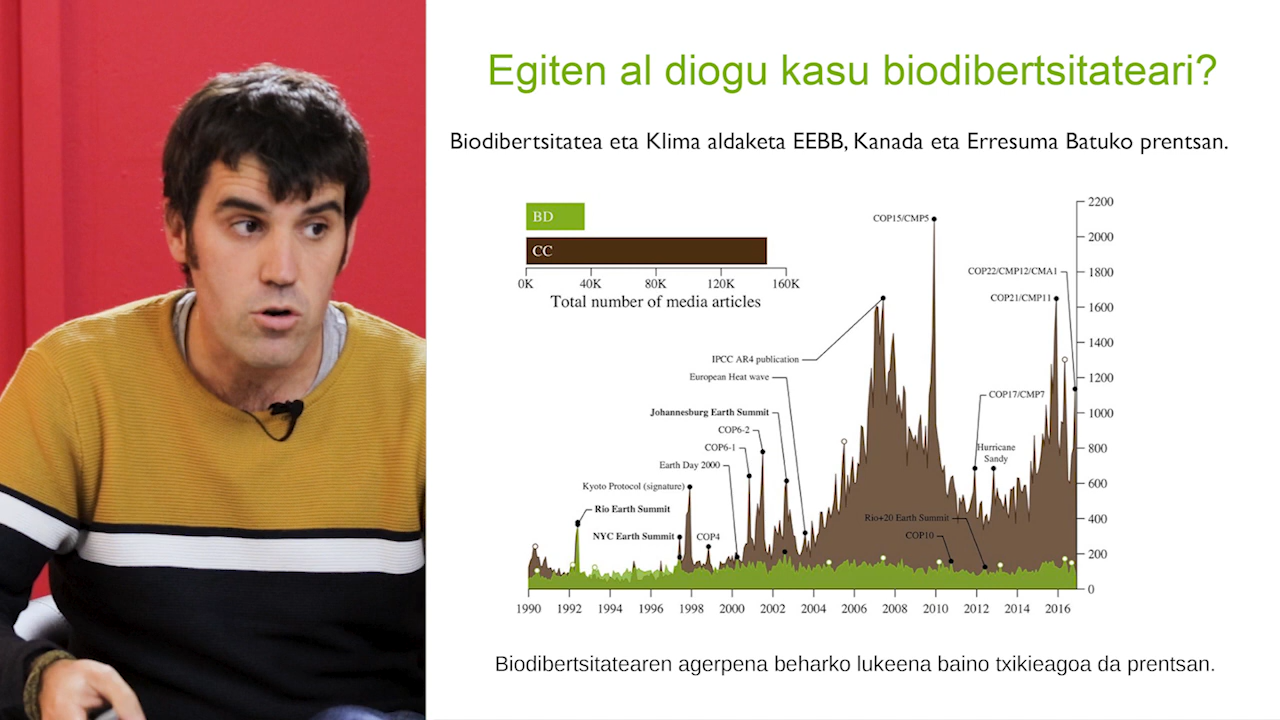 Egiten al diogu kasu biodibertsitateari?
Biodibertsitatea eta Klima aldaketa EEBB, Kanada eta Erresuma Batuko prentsan.
BD
CC
0K 40K 80K 120K 160K
Total number of media articles
COP15/CMP5
COP22/CMP12/CMA1
COP21/CMP11
IPCC AR4 publication
European Heat wave
COP17/CMP7
Johannesburg Earth Summit
COP6-2
COP6-1
Hurricane
Sandy
Earth Day 2000
Kyoto Protocol (signature)
Rio Earth Summit
Rio+20 Earth Summit
NYC Earth Summit
COP4
COP10
2200
2000
1800
1600
1400
1200
1000
800
600
400
200
0
1990 1992 1994 1996 1998 2000 2002 2004 2006 2008 2010 2012 2014 2016
Biodibertsitatearen agerpena beharko lukeena baino txikieagoa da prentsan.